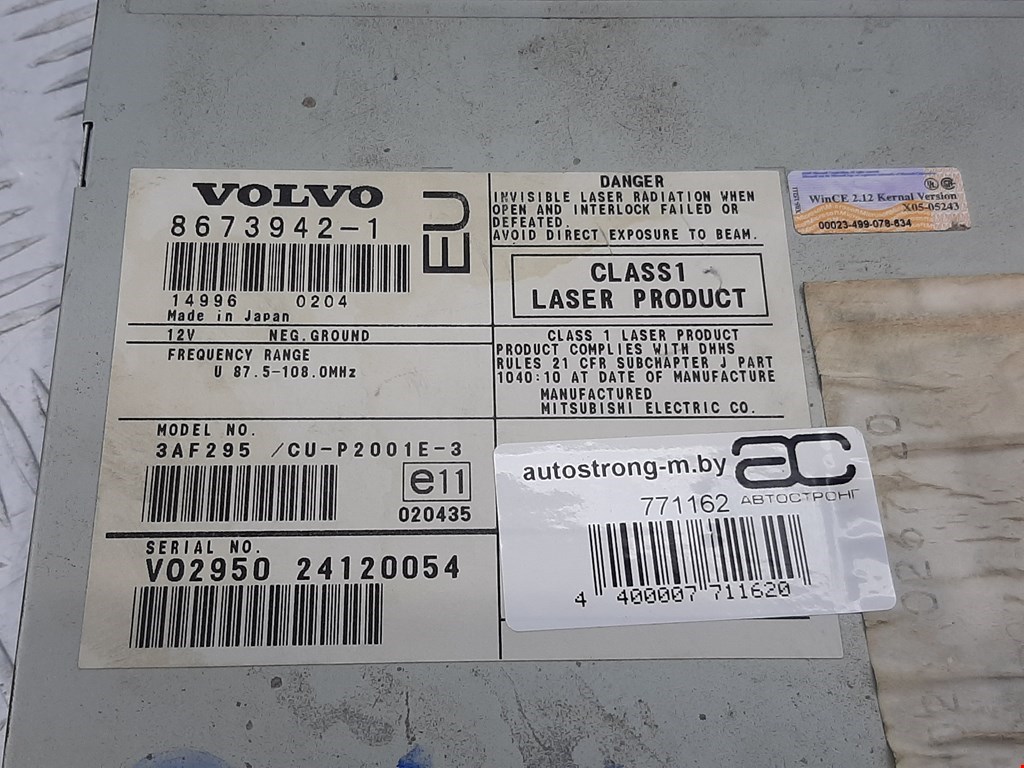 VOLVO
8673942-1
EU
14996 0204
Made in Japan
12V NEG.GROUND
FREQUENCY RANGE
U 87.5-108.0MHz
MODEL NO.
3AF295 /CU-P2001E-3
e11
020435
SERIAL NO.
VO2950 24120054
DANGER
INVISIBLE LASER RADIATION WHEN
OPEN AND INTERLOCK FAILED OR
DEFEATED.
AVOID DIRECT EXPOSURE TO BEAM.
CLASS1
LASER PRODUCT
CLASS 1 LASER PRODUCT
PRODUCT COMPLIES WITH DHHS
RULES 21 CFR SUBCHAPTER J PART
1040:10 AT DATE OF MANUFACTURE
MANUFACTURED
MITSUBISHI ELECTRIC CO.
WinCE 2.12 Kernal Version
X05-05243
00023-499-078-634
autostrong-m.by ac
АВТОСТРОНГ
771162
4 400007 711620